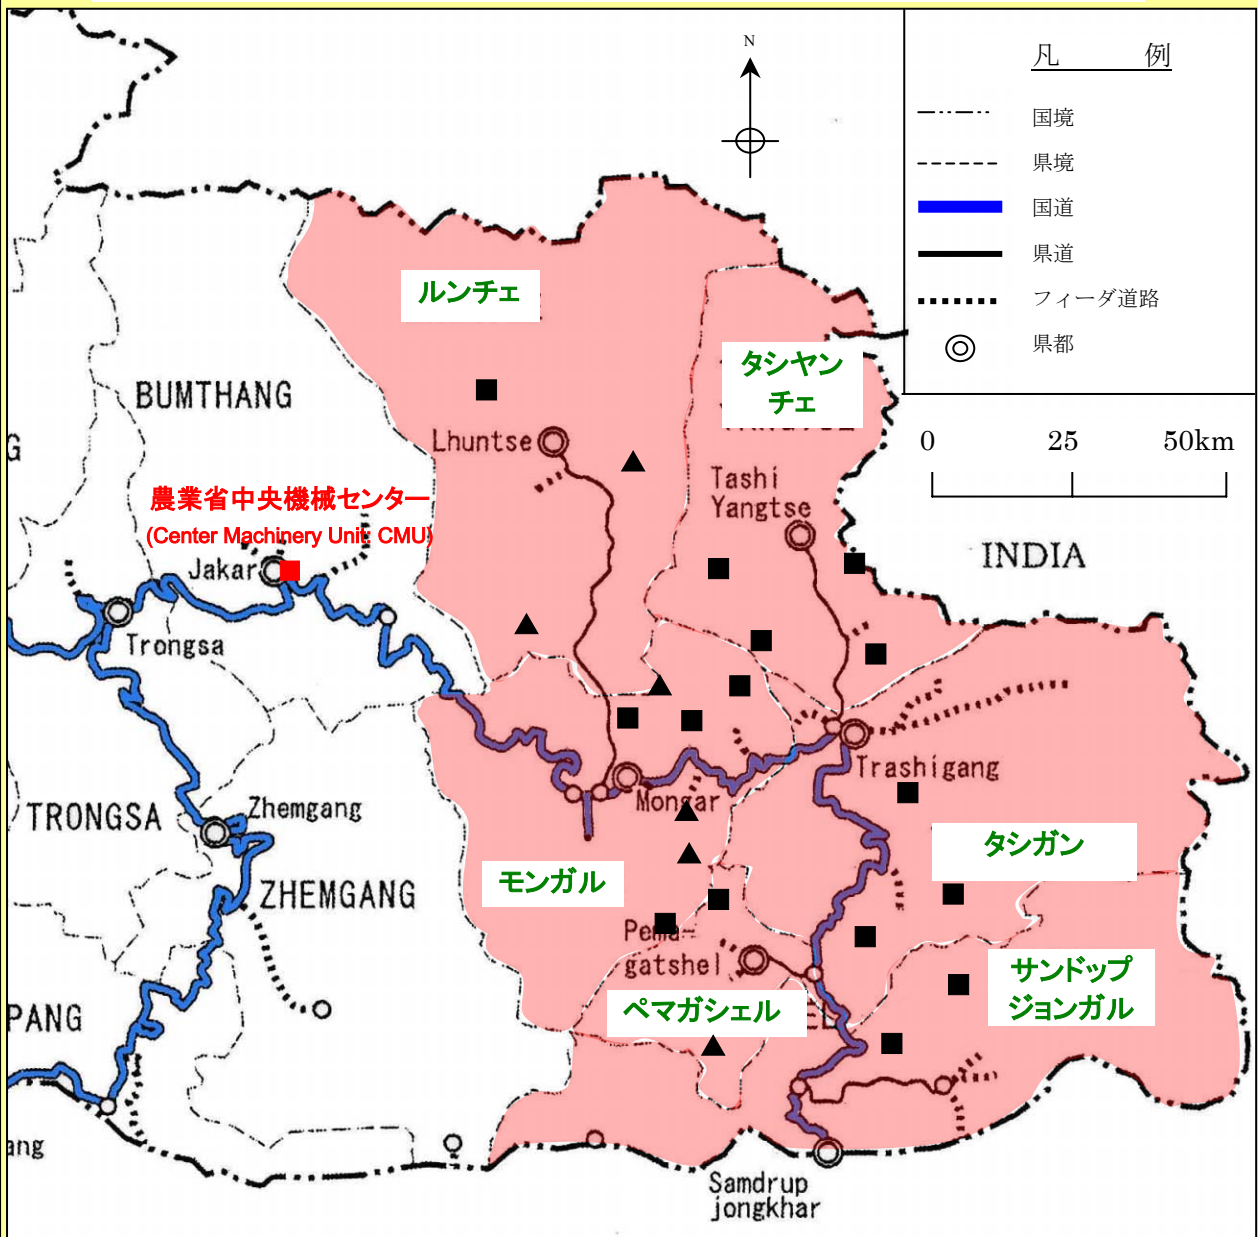 N
凡 例
国境
県境
国道
県道
フィーダ道路
県都
0 25 50km
ルンチェ
タシヤン
チェ
BUMTHANG
Lhuntse
G
Tashi
Yangtse
農業省中央機械センター
(Center Machinery Unit: CMU)
Jakar
INDIA
Trongsa
Trashigang
Mongar
TRONGSA
Zhemgang
タシガン
モンガル
ZHEMGANG
Pema-
gatshel
サンドップ
ジョンガル
ペマガシェル
EL
PANG
ang
Samdrup
jongkhar